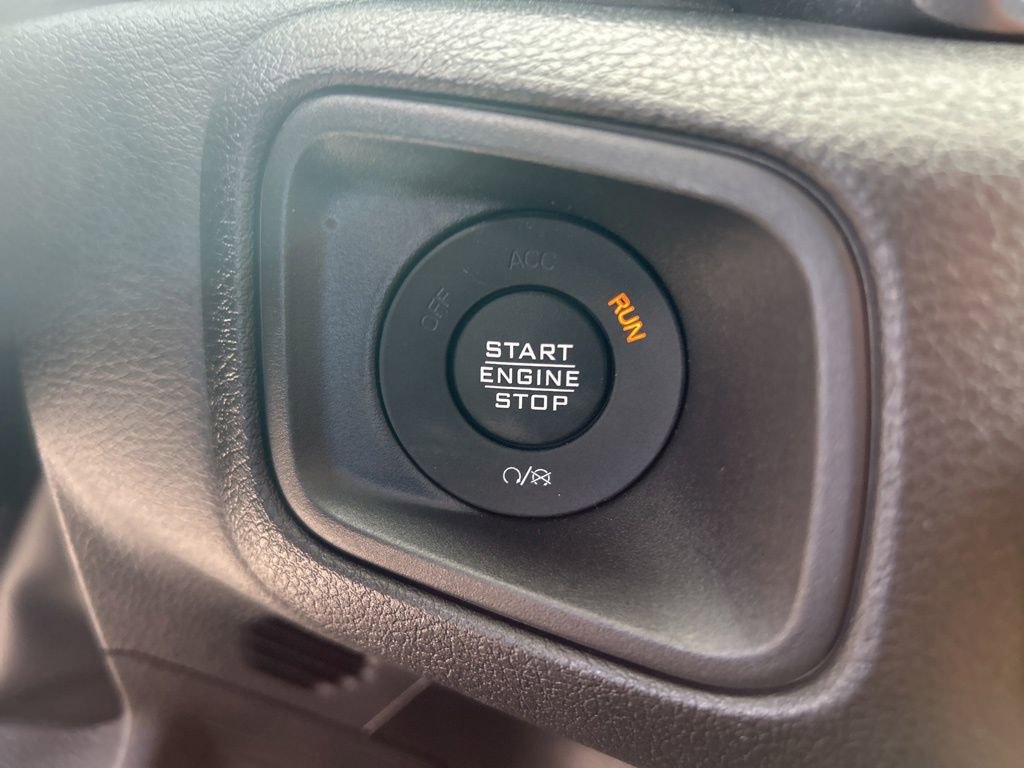 ACC
OFF
RUN
START
ENGINE
STOP